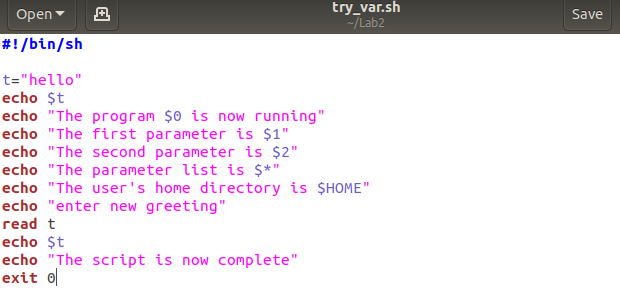 Open
try_var.sh
~/Lab2
Save
#!/bin/sh
t="hello"
echo $t
echo "The program $0 is now running"
echo "The first parameter is $1"
echo "The second parameter is $2"
echo "The parameter list is $*"
echo "The user's home directory is $HOME"
echo "enter new greeting"
read t
echo $t
echo "The script is now complete"
exit 0